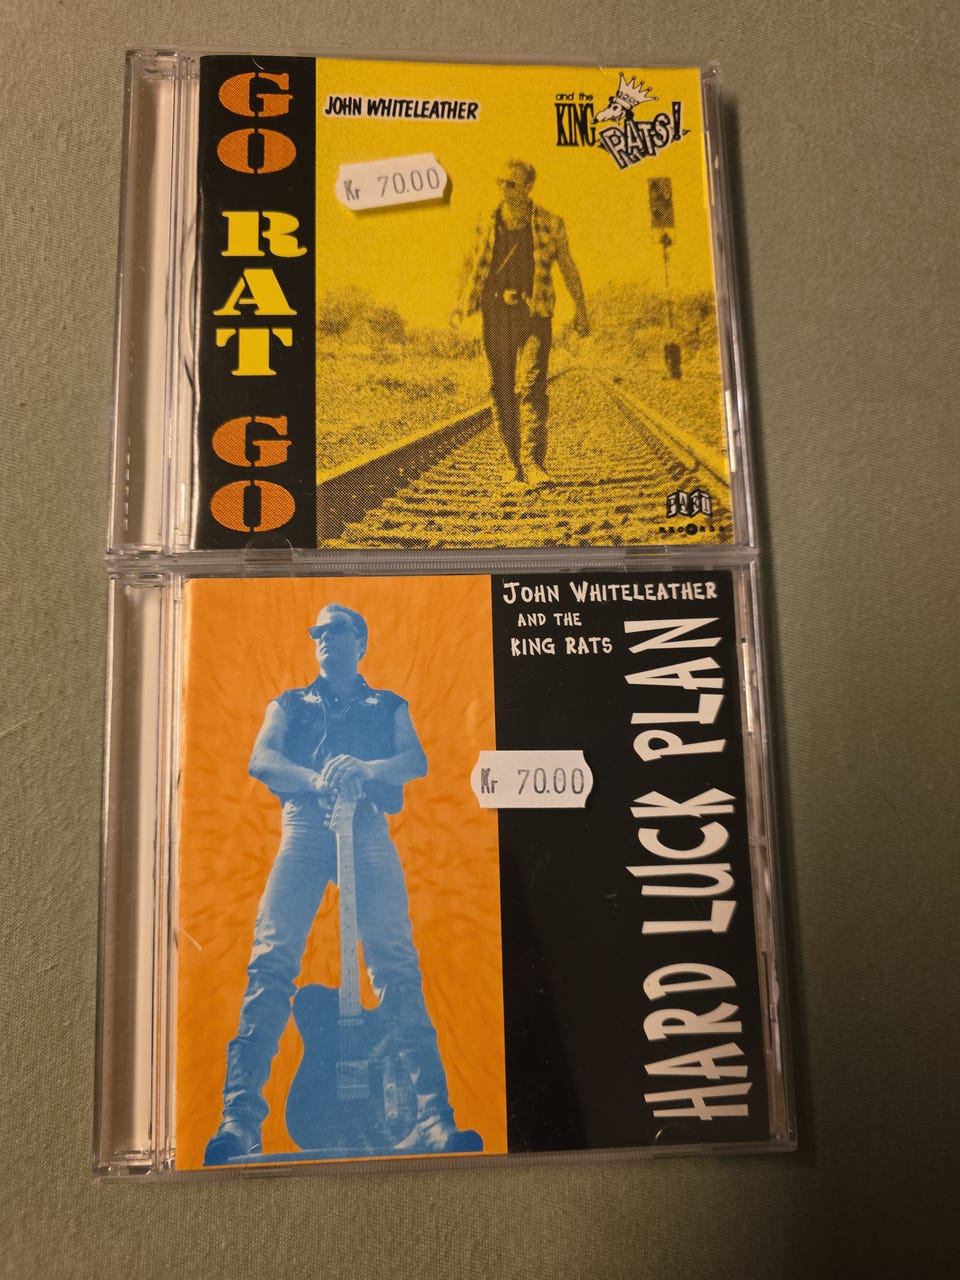 GO
RAT
GO
JOHN WHITELEATHER
and the
KING
RATS!
Kr 70.00
RECORDS
JOHN WHITELEATHER
AND THE
KING RATS
HARD LUCK PLAN
Kr 70.00